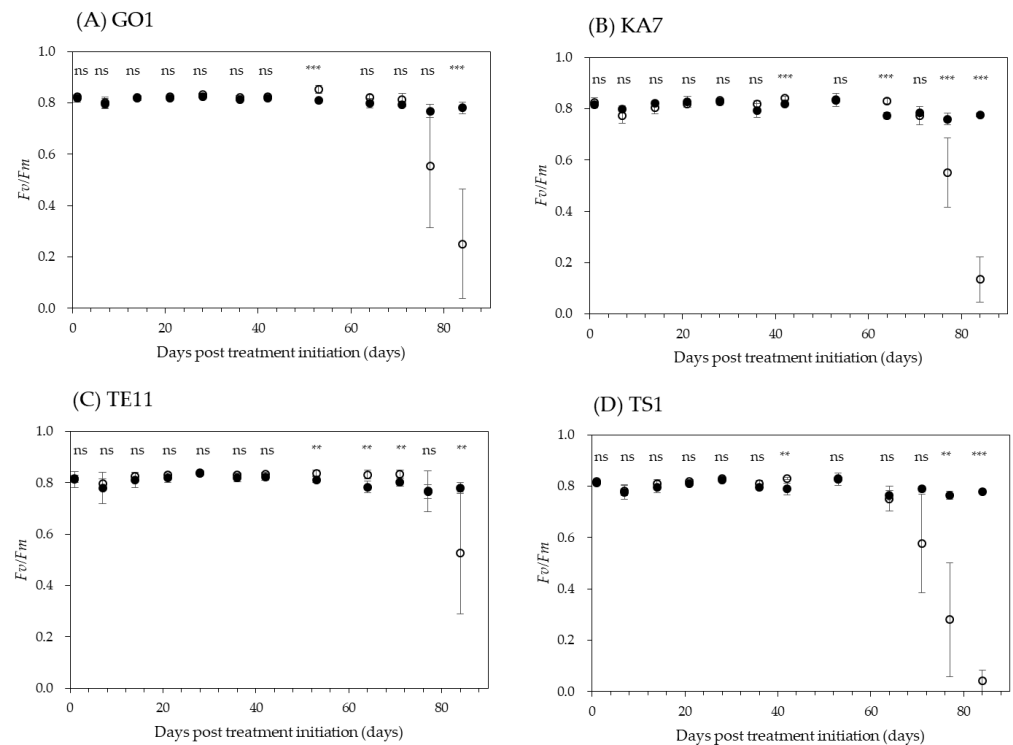 (A) GO1
1.0
ns ns ns ns ns ns ns *** ns ns ns ***
0.8
0.6
Fv/Fm
0.4
0.2
0.0
0 20 40 60 80
Days post treatment initiation (days)
(B) KA7
1.0
ns ns ns ns ns ns *** ns *** ns *** ***
0.8
0.6
Fv/Fm
0.4
0.2
0.0
0 20 40 60 80
Days post treatment initiation (days)
(C) TE11
1.0
ns ns ns ns ns ns ns ** ** ** ns **
0.8
0.6
Fv/Fm
0.4
0.2
0.0
0 20 40 60 80
Days post treatment initiation (days)
(D) TS1
1.0
ns ns ns ns ns ns ** ns ns ns ** ***
0.8
0.6
Fv/Fm
0.4
0.2
0.0
0 20 40 60 80
Days post treatment initiation (days)